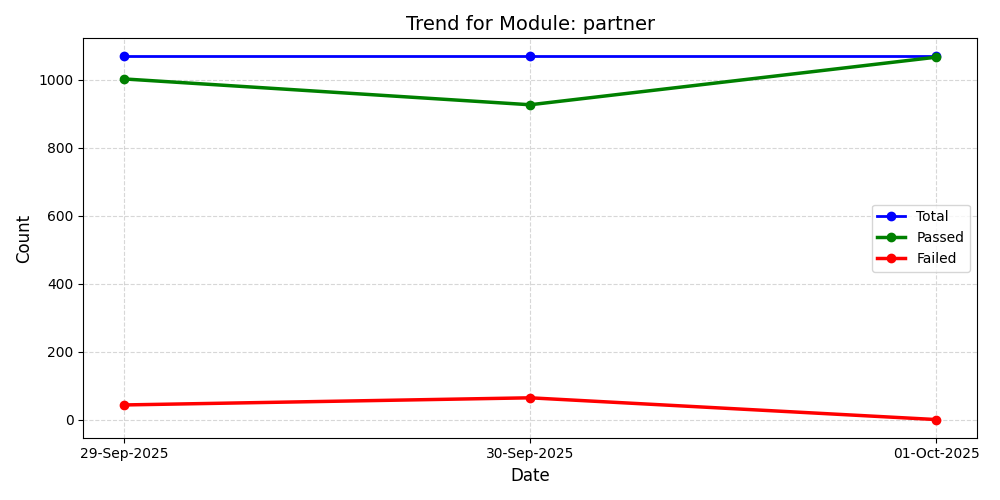 Trend for Module: partner
Count
1000
800
600
400
200
0
Total
Passed
Failed
29-Sep-2025
30-Sep-2025
01-Oct-2025
Date